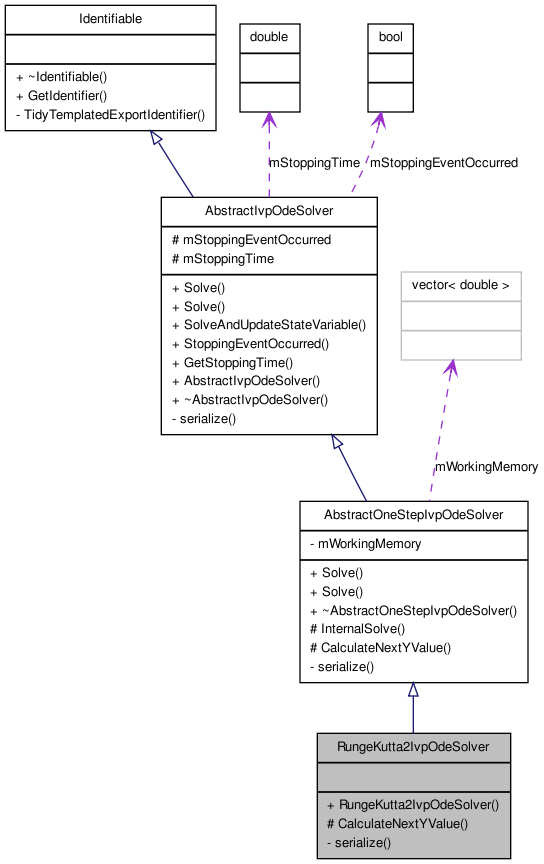 Identifiable
+ ~Identifiable()
+ GetIdentifier()
- TidyTemplatedExportIdentifier()
double
bool
mStoppingTime
mStoppingEventOccurred
AbstractIvpOdeSolver
# mStoppingEventOccurred
# mStoppingTime
+ Solve()
+ Solve()
+ SolveAndUpdateStateVariable()
+ StoppingEventOccurred()
+ GetStoppingTime()
+ AbstractIvpOdeSolver()
+ ~AbstractIvpOdeSolver()
- serialize()
vector< double >
mWorkingMemory
AbstractOneStepIvpOdeSolver
- mWorkingMemory
+ Solve()
+ Solve()
+ ~AbstractOneStepIvpOdeSolver()
# InternalSolve()
# CalculateNextYValue()
- serialize()
RungeKutta2IvpOdeSolver
+ RungeKutta2IvpOdeSolver()
# CalculateNextYValue()
- serialize()